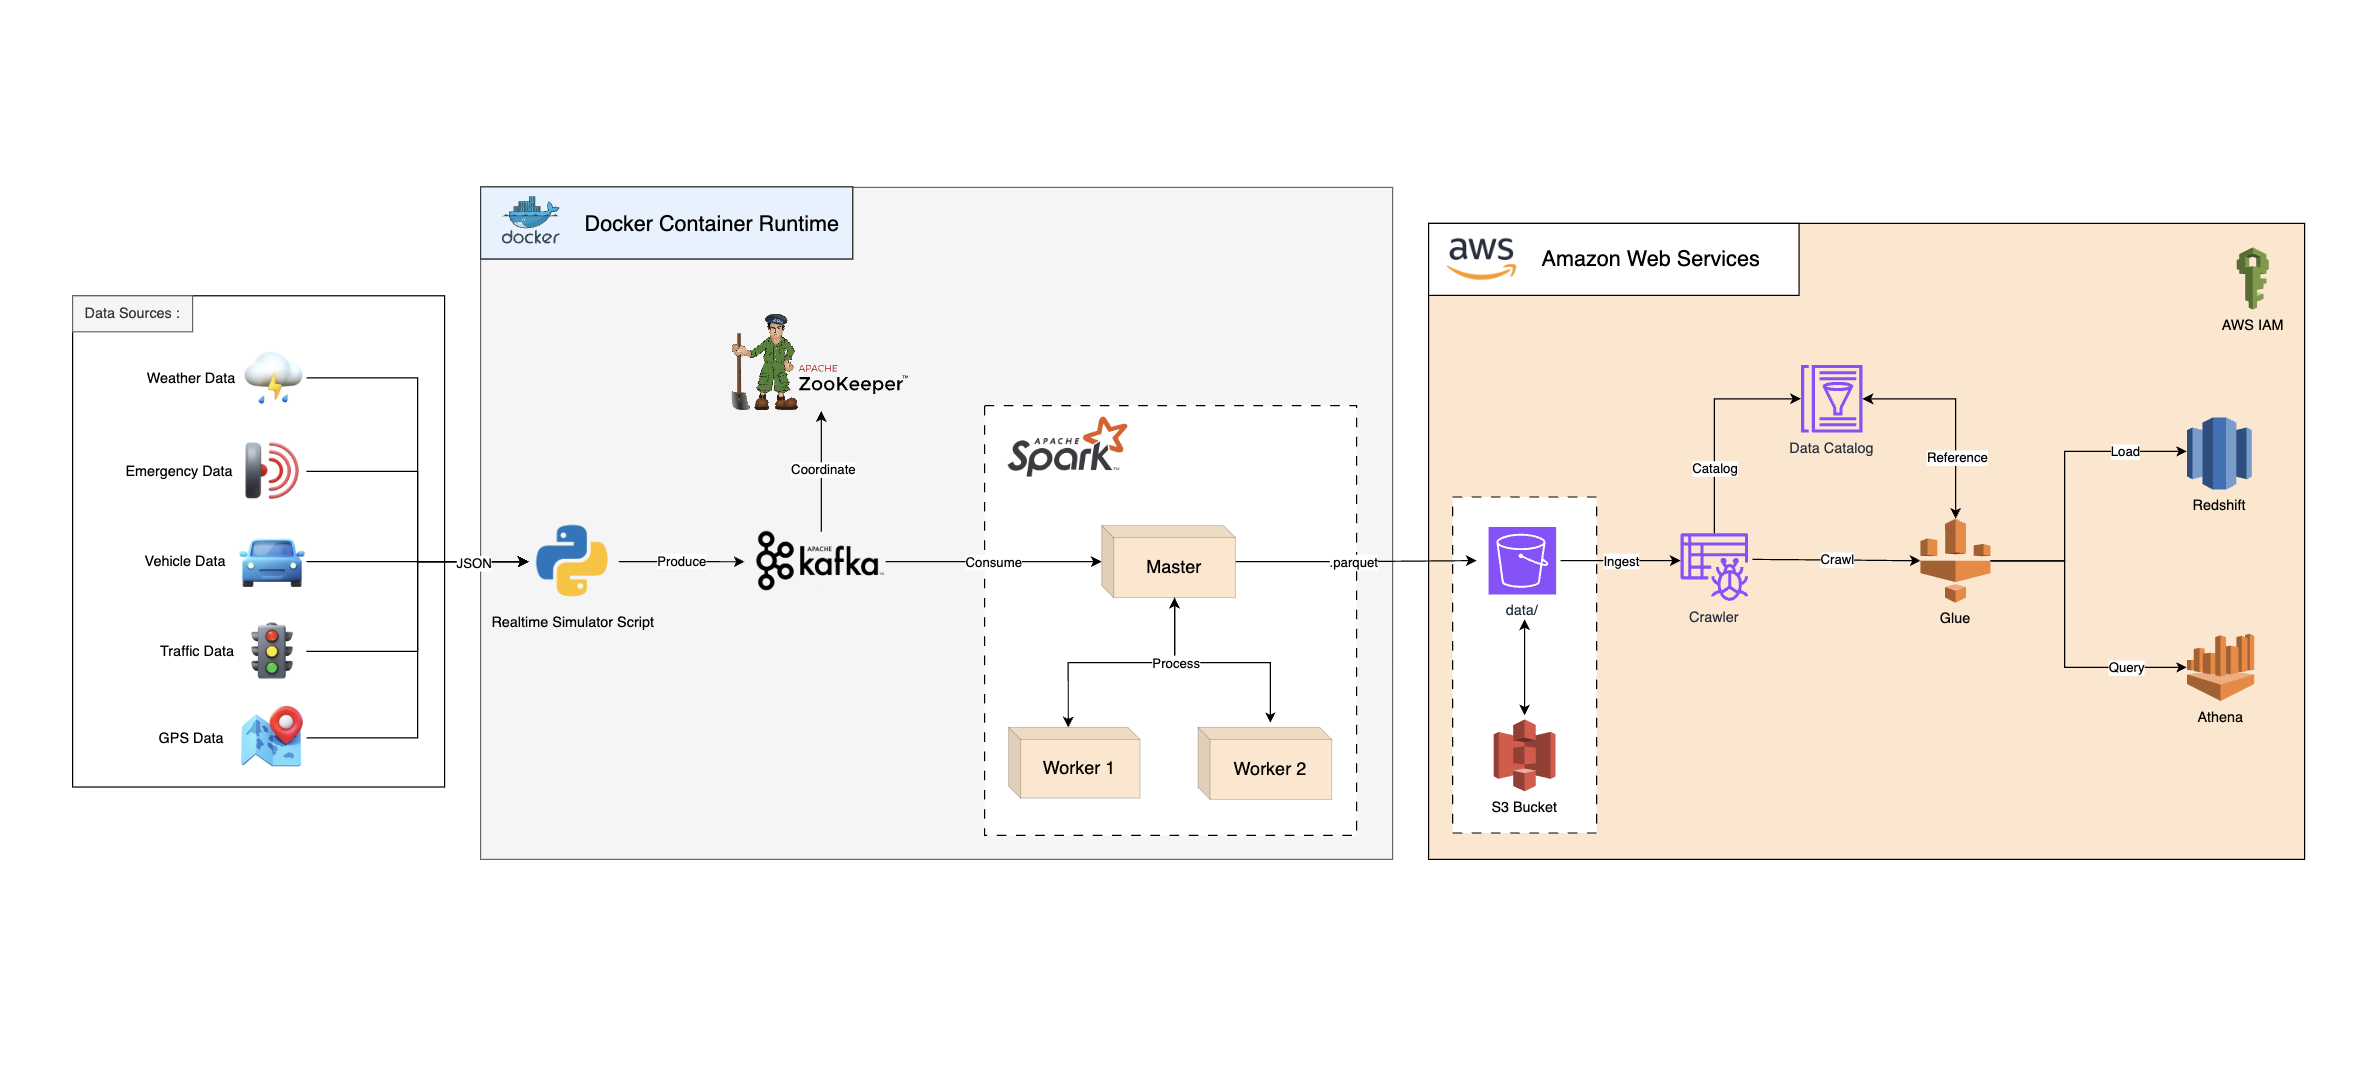 docker
Docker Container Runtime
aws
Amazon Web Services
AWS IAM
Data Sources :
Weather Data
Emergency Data
Vehicle Data
Traffic Data
GPS Data
JSON
Realtime Simulator Script
Produce
APACHE
ZooKeeper™
Coordinate
APACHE
kafka™
Consume
APACHE
Spark™
Master
Process
Worker 1
Worker 2
.parquet
data/
S3 Bucket
Ingest
Crawler
Catalog
Data Catalog
Reference
Crawl
Glue
Load
Redshift
Query
Athena